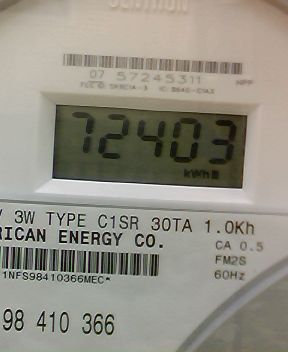 CENTRON
07 57245311
72403
kWh
V 3W TYPE C1SR 30TA 1.0Kh
RICAN ENERGY CO.
CA 0.5
FM2S
60Hz
1NFS98410366MEC*
98 410 366